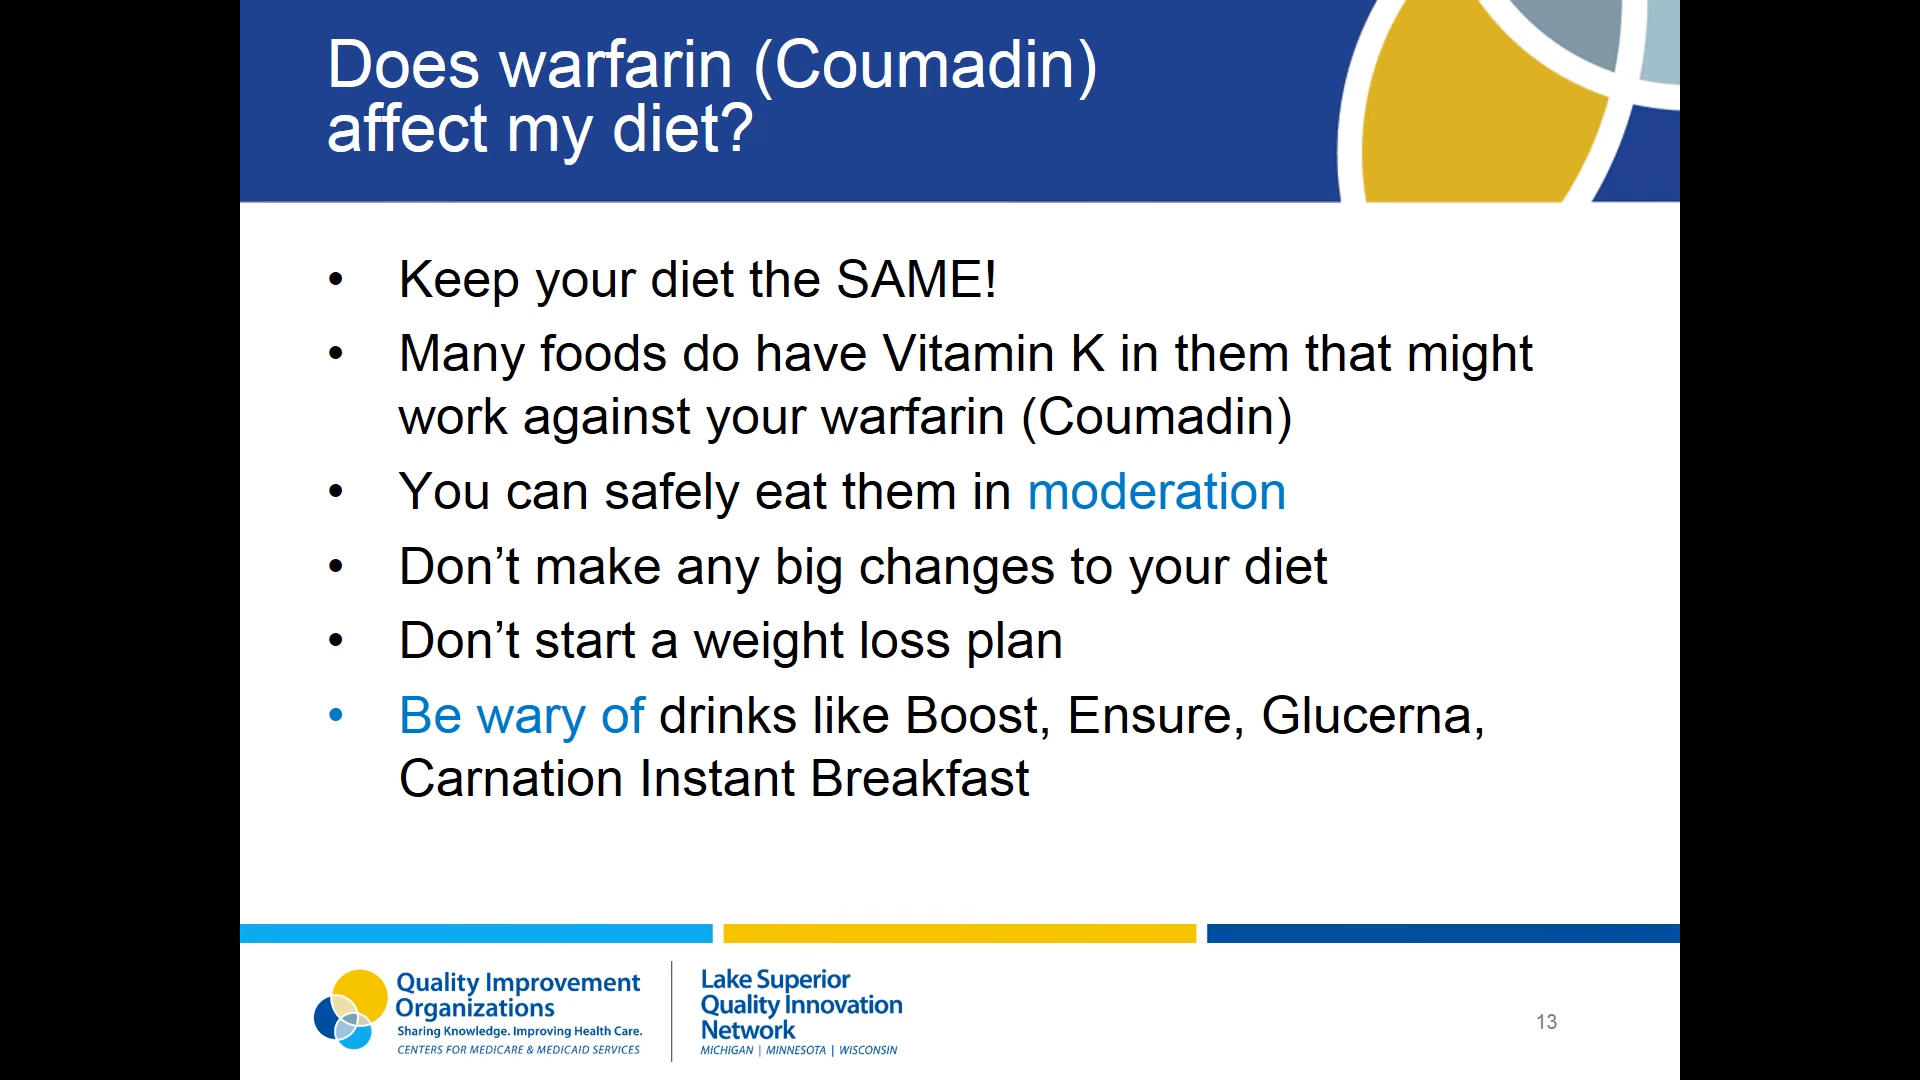 Does warfarin (Coumadin)
affect my diet?
• Keep your diet the SAME!
• Many foods do have Vitamin K in them that might
work against your warfarin (Coumadin)
• You can safely eat them in moderation
• Don’t make any big changes to your diet
• Don’t start a weight loss plan
• Be wary of drinks like Boost, Ensure, Glucerna,
Carnation Instant Breakfast
Quality Improvement
Organizations
Sharing Knowledge. Improving Health Care.
CENTERS FOR MEDICARE & MEDICAID SERVICES
Lake Superior
Quality Innovation
Network
MICHIGAN | MINNESOTA | WISCONSIN
13